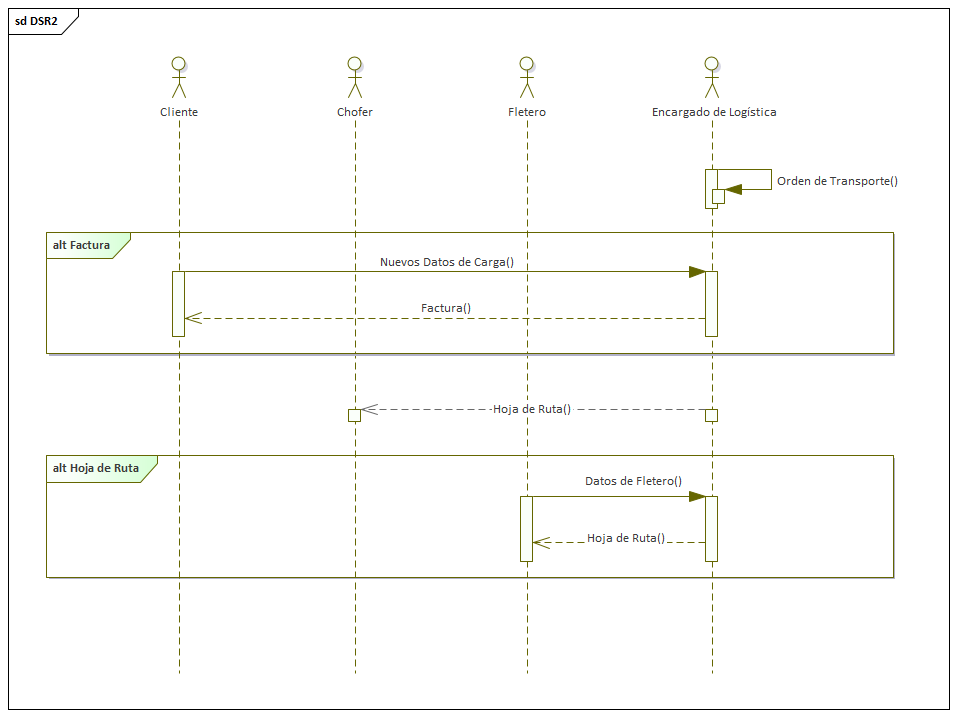 sd DSR2
Cliente
Chofer
Fletero
Encargado de Logística
Orden de Transporte()
alt Factura
Nuevos Datos de Carga()
Factura()
Hoja de Ruta()
alt Hoja de Ruta
Datos de Fletero()
Hoja de Ruta()